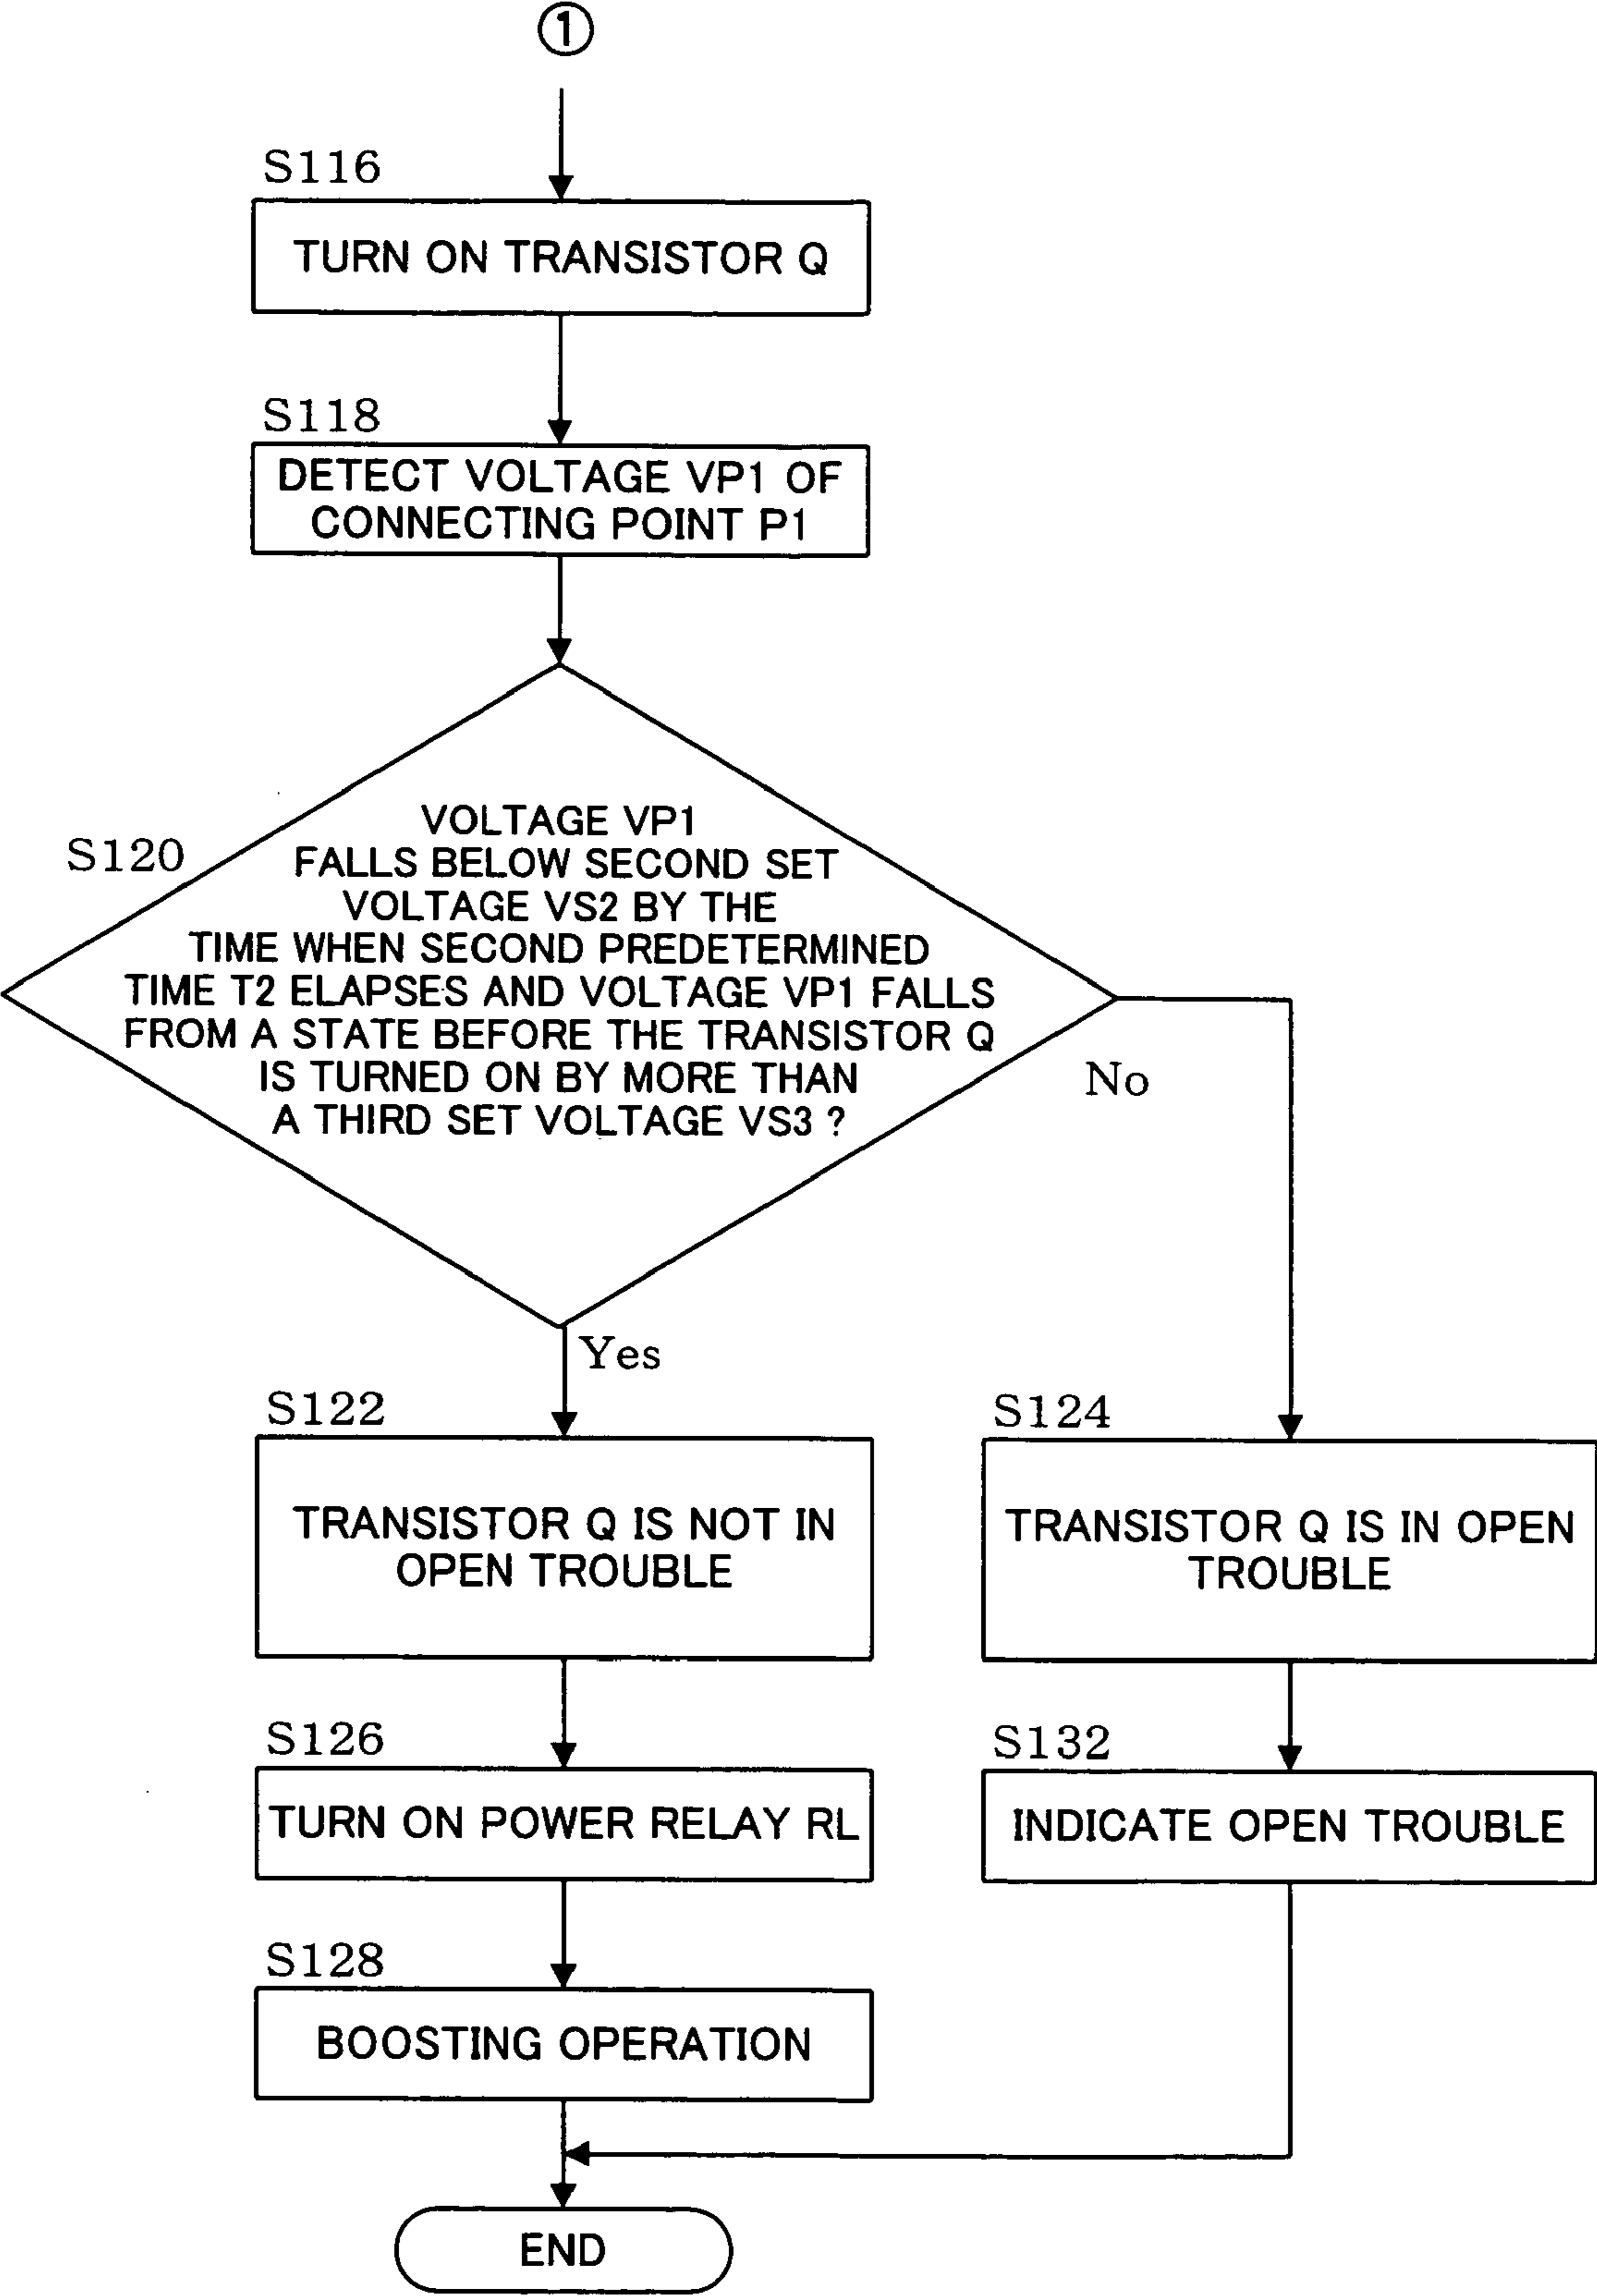 ①
S116
TURN ON TRANSISTOR Q
S118
DETECT VOLTAGE VP1 OF
CONNECTING POINT P1
S120
VOLTAGE VP1
FALLS BELOW SECOND SET
VOLTAGE VS2 BY THE
TIME WHEN SECOND PREDETERMINED
TIME T2 ELAPSES AND VOLTAGE VP1 FALLS
FROM A STATE BEFORE THE TRANSISTOR Q
IS TURNED ON BY MORE THAN
A THIRD SET VOLTAGE VS3 ?
No
Yes
S122
TRANSISTOR Q IS NOT IN
OPEN TROUBLE
S124
TRANSISTOR Q IS IN OPEN
TROUBLE
S126
TURN ON POWER RELAY RL
S132
INDICATE OPEN TROUBLE
S128
BOOSTING OPERATION
END